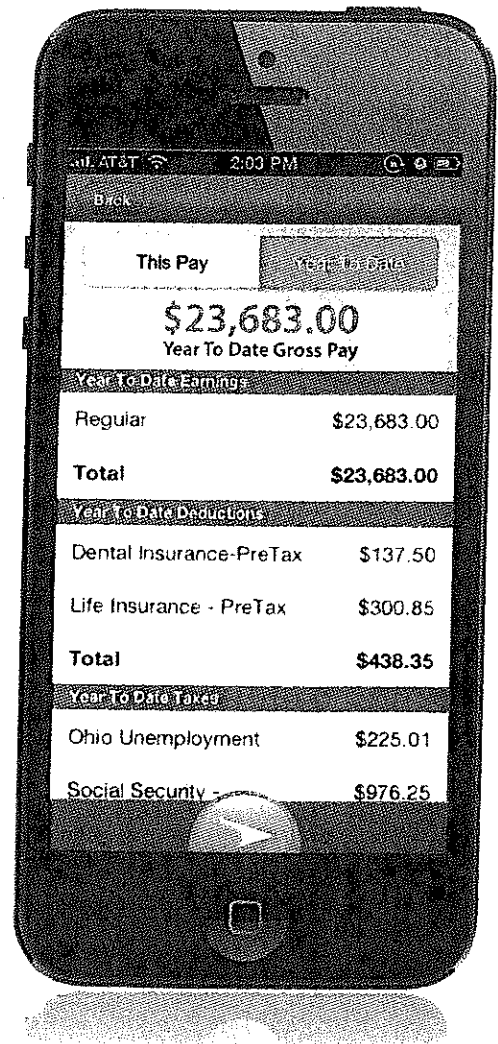 AT&T 2:03 PM
Back
This Pay Year To Date
$23,683.00
Year To Date Gross Pay
Year To Date Earnings
Regular $23,683.00
Total $23,683.00
Year To Date Deductions
Dental Insurance-PreTax $137.50
Life Insurance - PreTax $300.85
Total $438.35
Year To Date Taxes
Ohio Unemployment $225.01
Social Security - $976.25